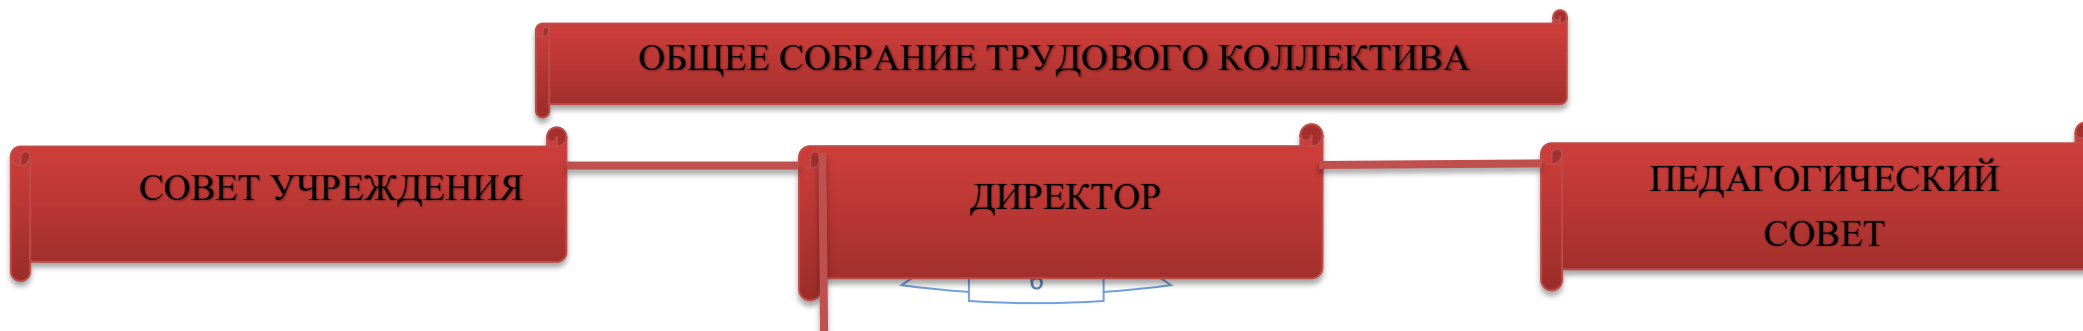 ОБЩЕЕ СОБРАНИЕ ТРУДОВОГО КОЛЛЕКТИВА
СОВЕТ УЧРЕЖДЕНИЯ
ДИРЕКТОР
ПЕДАГОГИЧЕСКИЙ
СОВЕТ